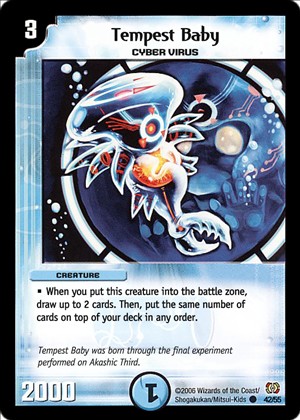 3
Tempest Baby
CYBER VIRUS
CREATURE
▪ When you put this creature into the battle zone,
draw up to 2 cards. Then, put the same number of
cards on top of your deck in any order.
Tempest Baby was born through the final experiment
performed on Akashic Third.
2000
1
©2006 Wizards of the Coast/
Shogakukan/Mitsui-Kids
42/55